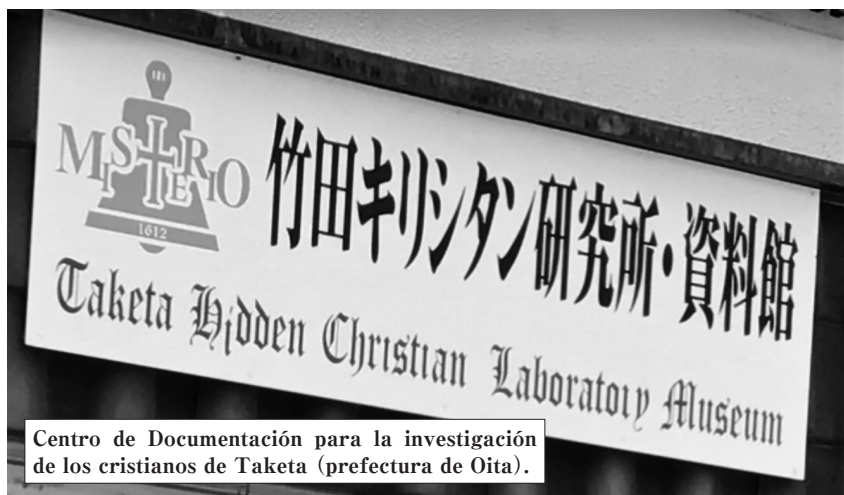 MISTERIO
1612
竹田キリシタン研究所・資料館
Taketa Hidden Christian Laboratory Museum
Centro de Documentación para la investigación
de los cristianos de Taketa (prefectura de Oita).